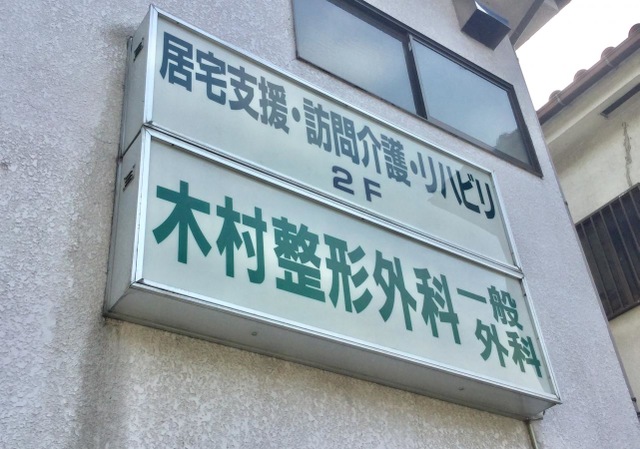 居宅支援・訪問介護・リハビリ
2F
木村整形外科
一般
外科